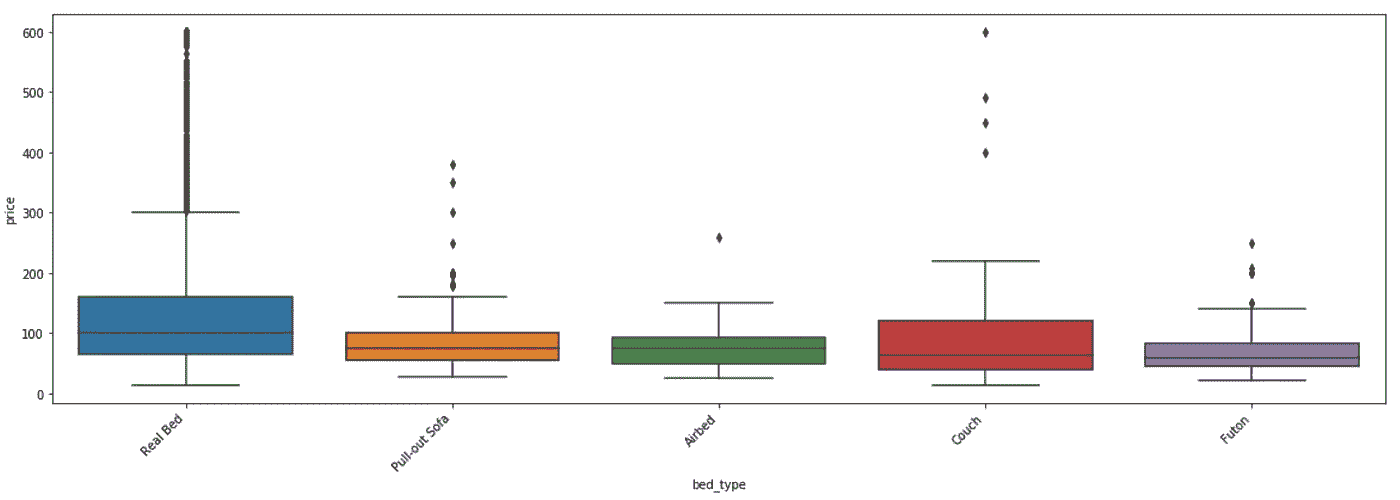 600
500
400
300
200
100
0
price
Real Bed
Pull-out Sofa
Airbed
Couch
Futon
bed_type